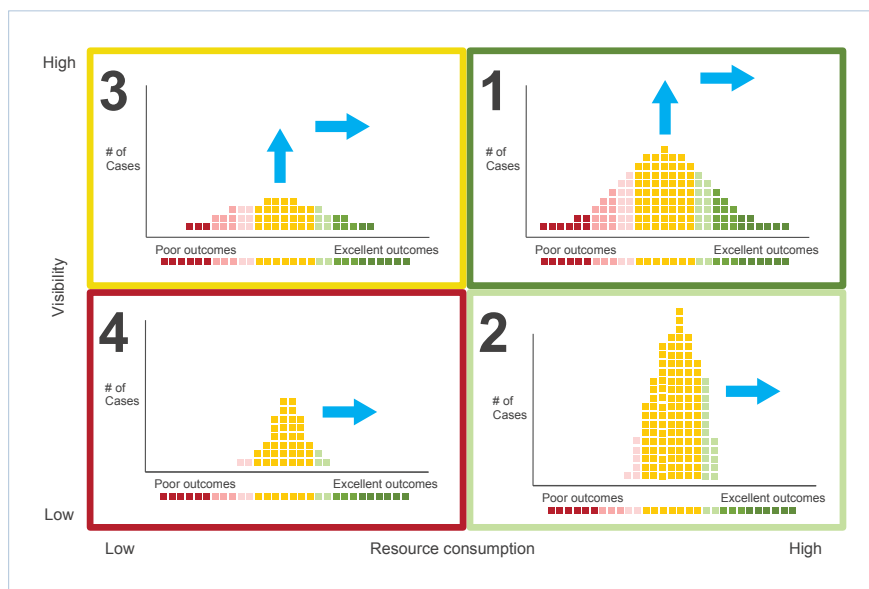 High
3
# of
Cases
Poor outcomes
Excellent outcomes
1
# of
Cases
Poor outcomes
Excellent outcomes
Visibility
4
# of
Cases
Poor outcomes
Excellent outcomes
2
# of
Cases
Poor outcomes
Excellent outcomes
Low
Low
Resource consumption
High